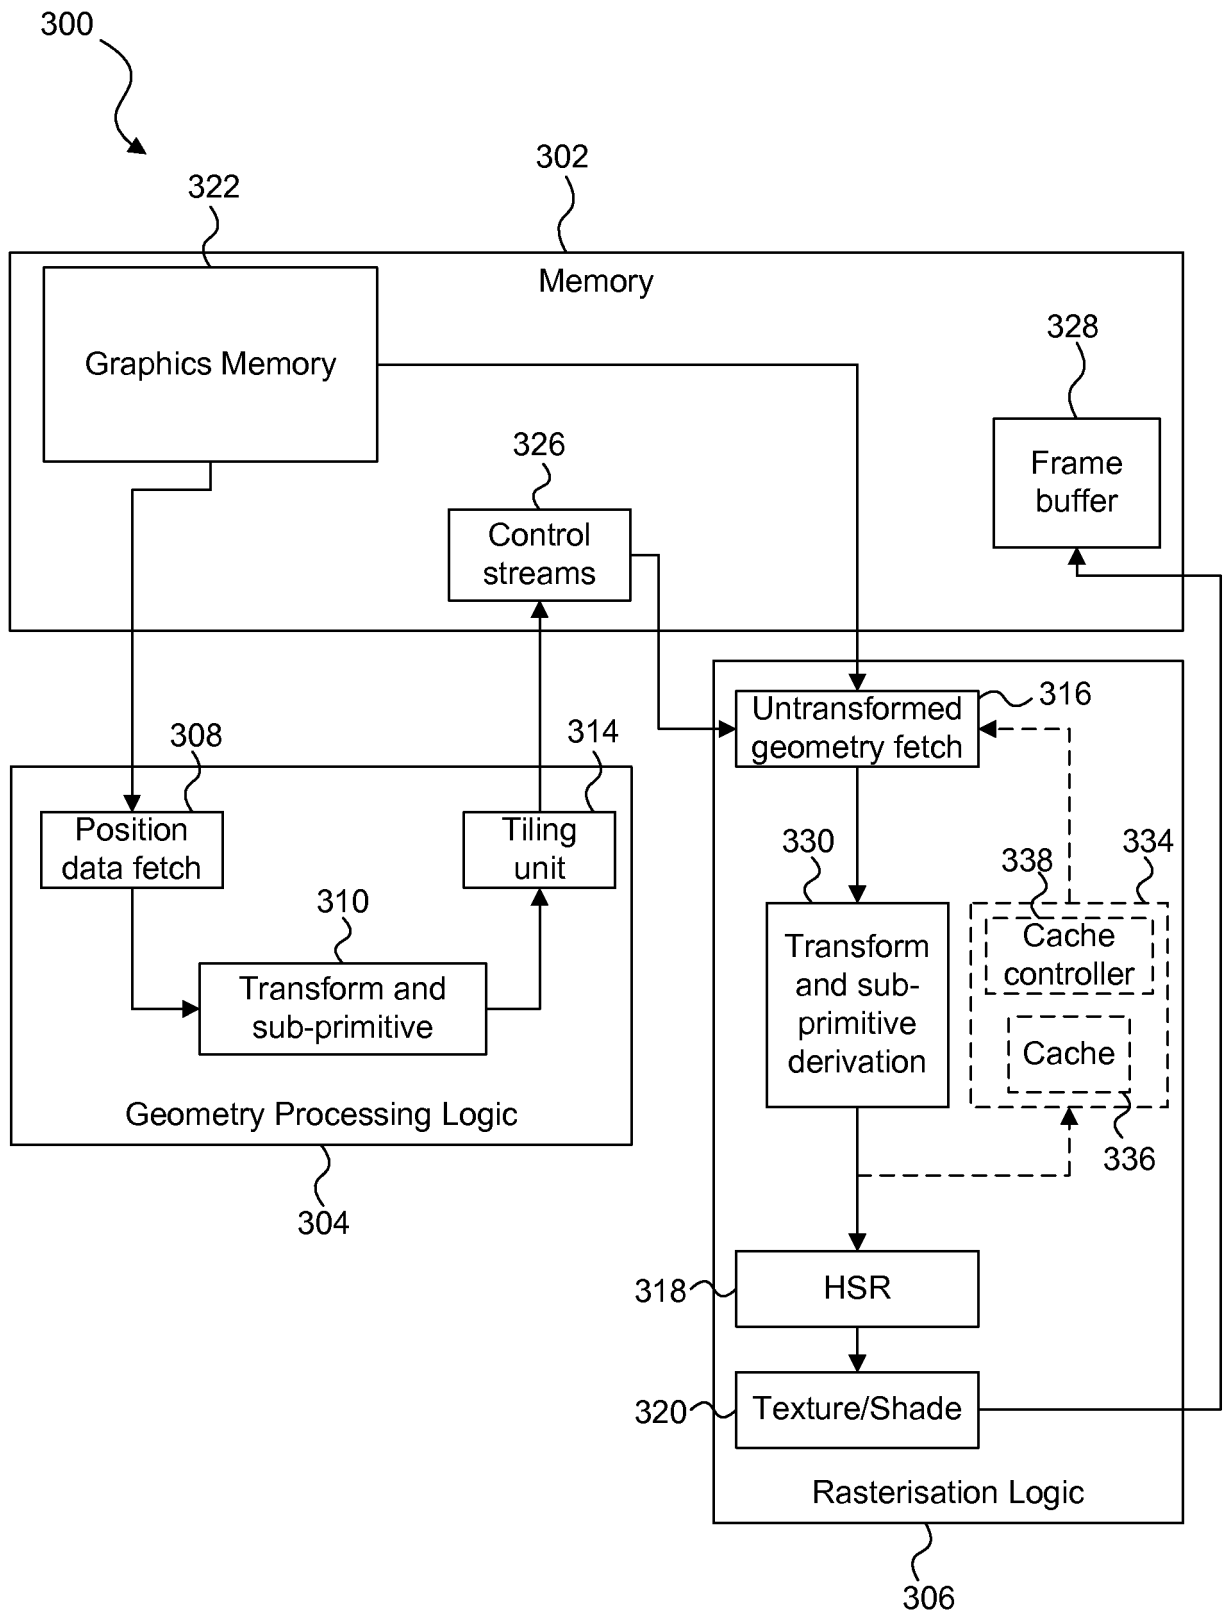 300
302
322
Memory
328
Graphics Memory
326
Frame
buffer
Control
streams
316
Untransformed
geometry fetch
308
314
Position
data fetch
Tiling
unit
330
338
334
310
Cache
controller
Transform
and sub-
primitive
derivation
Transform and
sub-primitive
Cache
Geometry Processing Logic
336
304
318
HSR
320
Texture/Shade
Rasterisation Logic
306